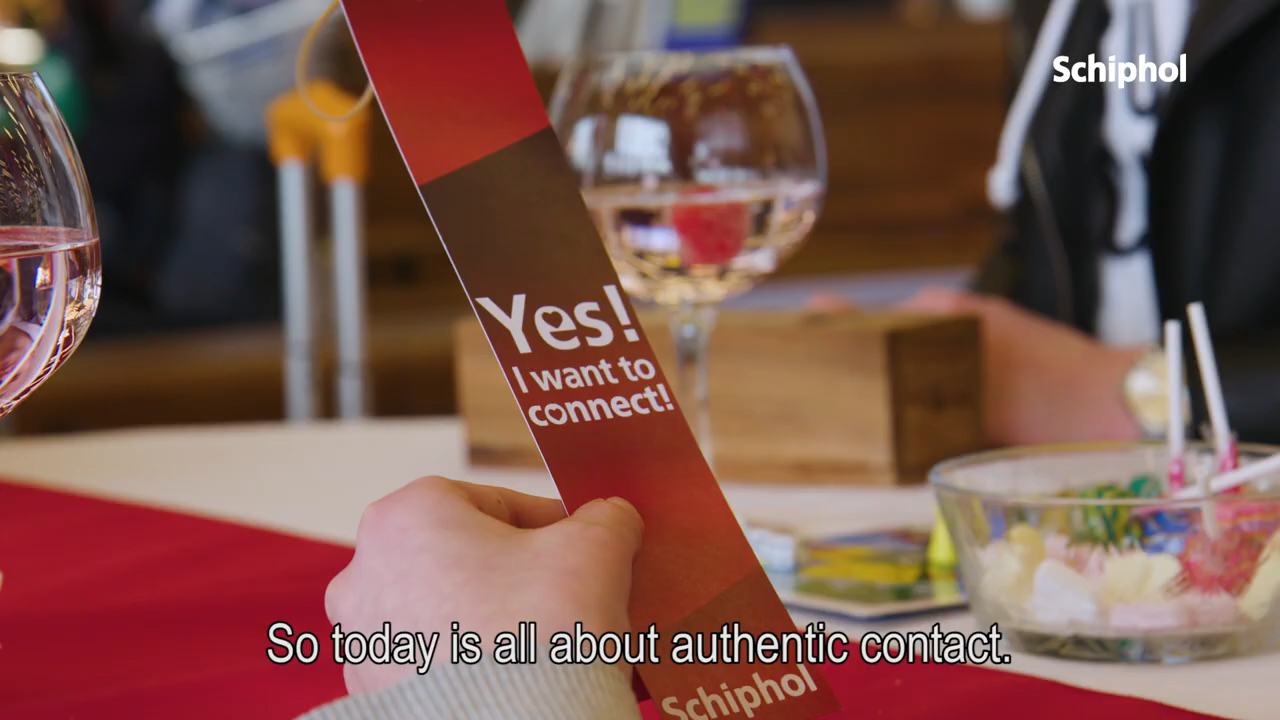 Schiphol
Yes!
I want to
connect!
So today is all about authentic contact.
Schiphol